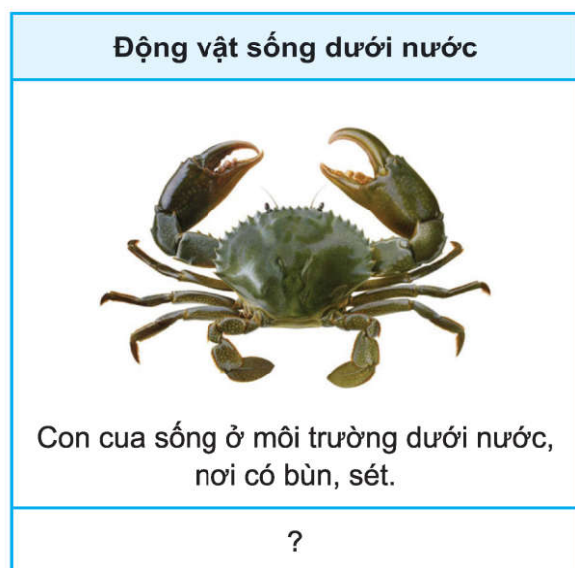 Động vật sống dưới nước
Con cua sống ở môi trường dưới nước,
nơi có bùn, sét.
?